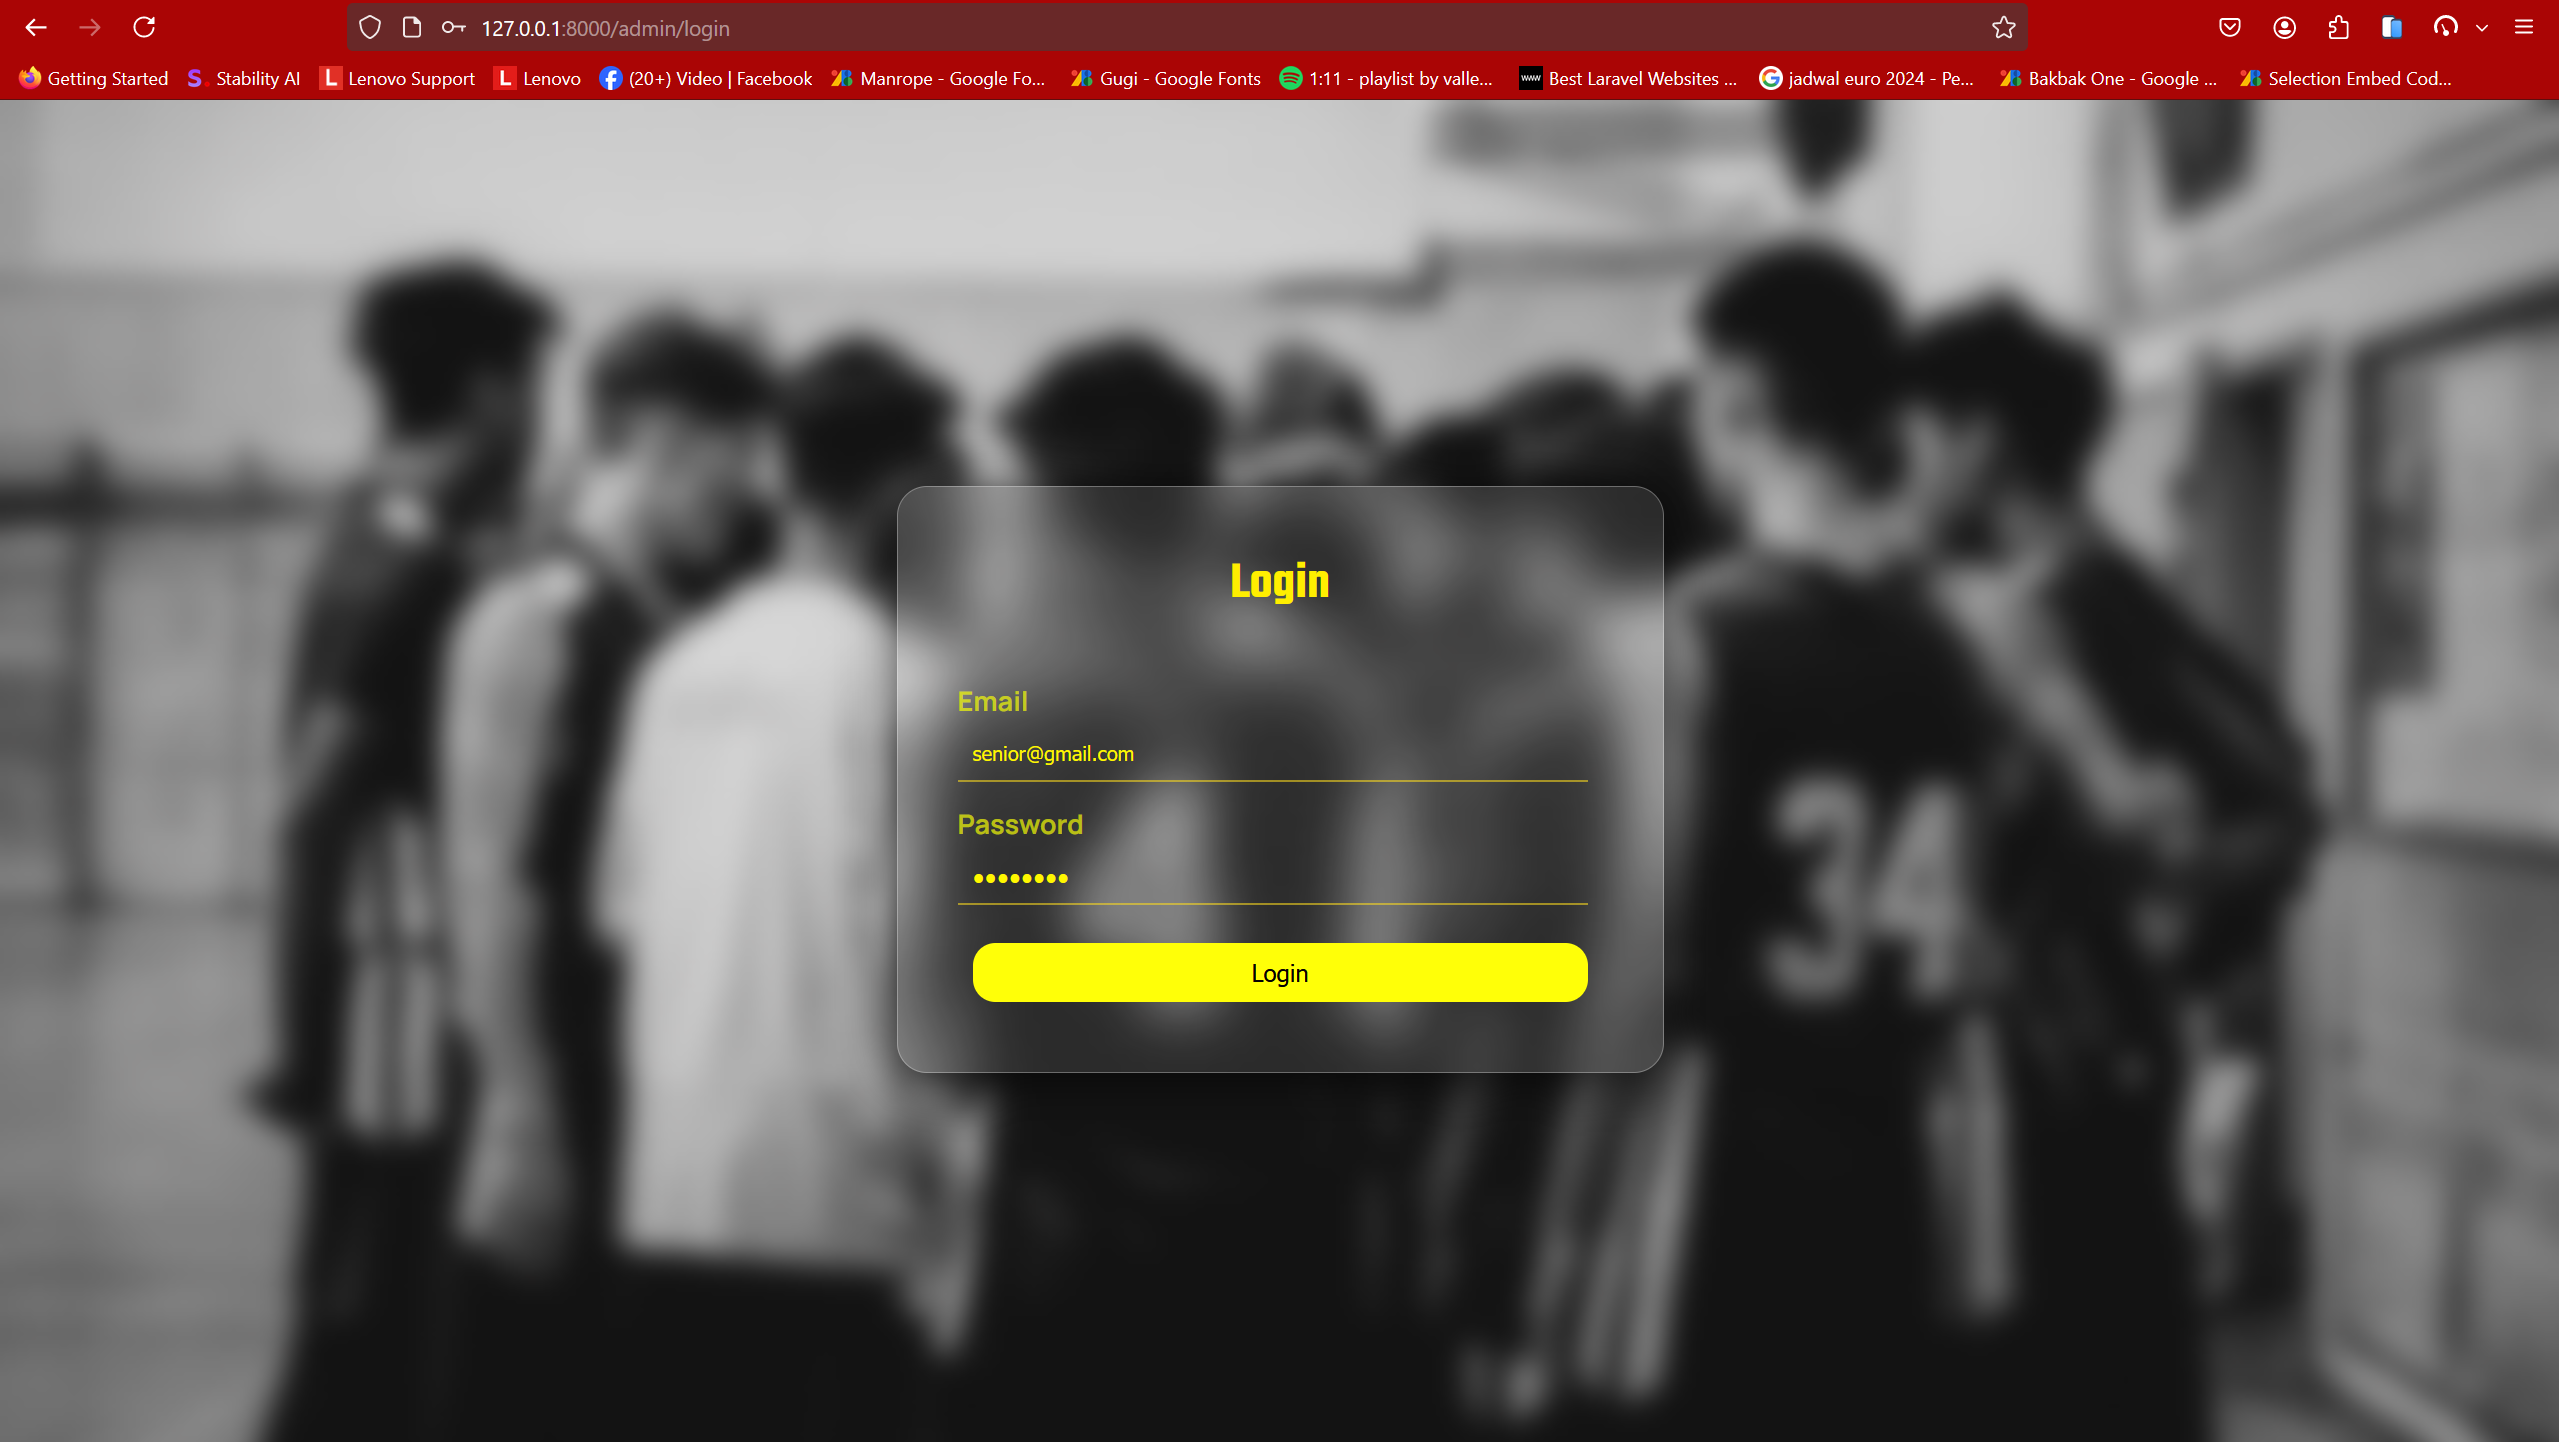 127.0.0.1:8000/admin/login
Getting Started S. Stability AI L Lenovo Support L Lenovo (20+) Video | Facebook Manrope - Google Fo... Gugi - Google Fonts 1:11 - playlist by valle... www Best Laravel Websites ... G jadwal euro 2024 - Pe... Bakbak One - Google ... Selection Embed Cod...
Login
Email
senior@gmail.com
Password
••••••••
Login
34